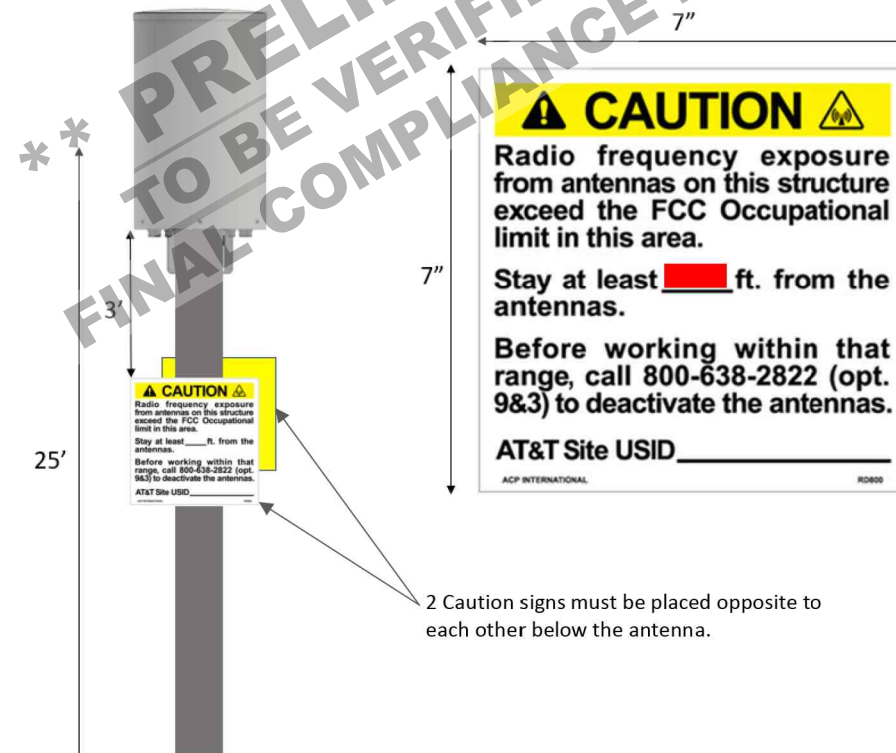 ** PRELIM
TO BE VERIFI
FINAL COMPLIANCE
7”
CAUTION
Radio frequency exposure
from antennas on this structure
exceed the FCC Occupational
limit in this area.
Stay at least ft. from the
antennas.
Before working within that
range, call 800-638-2822 (opt.
9&3) to deactivate the antennas.
AT&T Site USID
ACP INTERNATIONAL RD800
7”
3’
25’
CAUTION
Radio frequency exposure
from antennas on this structure
exceed the FCC Occupational
limit in this area.
Stay at least ft. from the
antennas.
Before working within that
range, call 800-638-2822 (opt.
9&3) to deactivate the antennas.
AT&T Site USID
2 Caution signs must be placed opposite to
each other below the antenna.